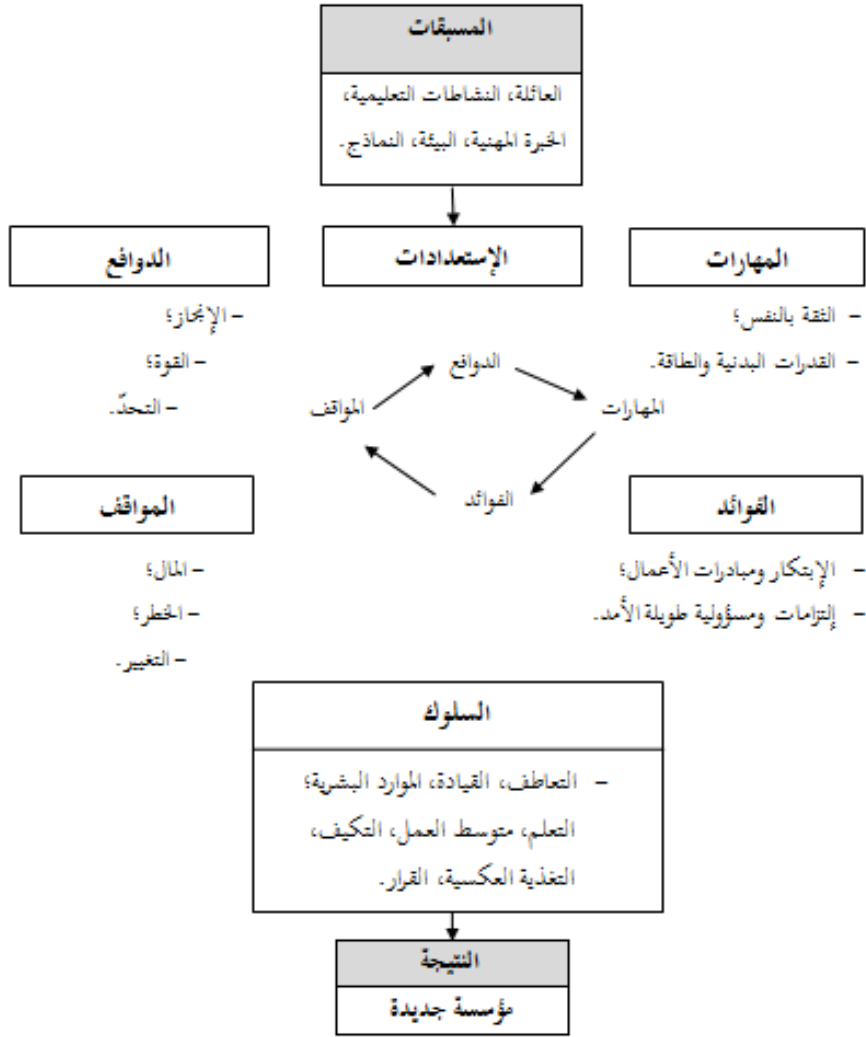 المسبقات
العائلة، النشاطات التعليمية،
الخبرة المهنية، البيئة، النماذج.
المهارات
الإستعدادات
الدوافع
– الثقة بالنفس؛
– القدرات البدنية والطاقة.
– الإنجاز؛
– القوة؛
– التحدّ.
الدوافع
المهارات
المواقف
الفوائد
الفوائد
المواقف
– الإبتكار ومبادرات الأعمال؛
– إلتزامات ومسؤولية طويلة الأمد.
– المال؛
– الخطر؛
– التغيير.
السلوك
– التعاطف، القيادة، الموارد البشرية؛
التعلم، متوسط العمل، التكيف،
التغذية العكسية، القرار.
النتيجة
مؤسسة جديدة